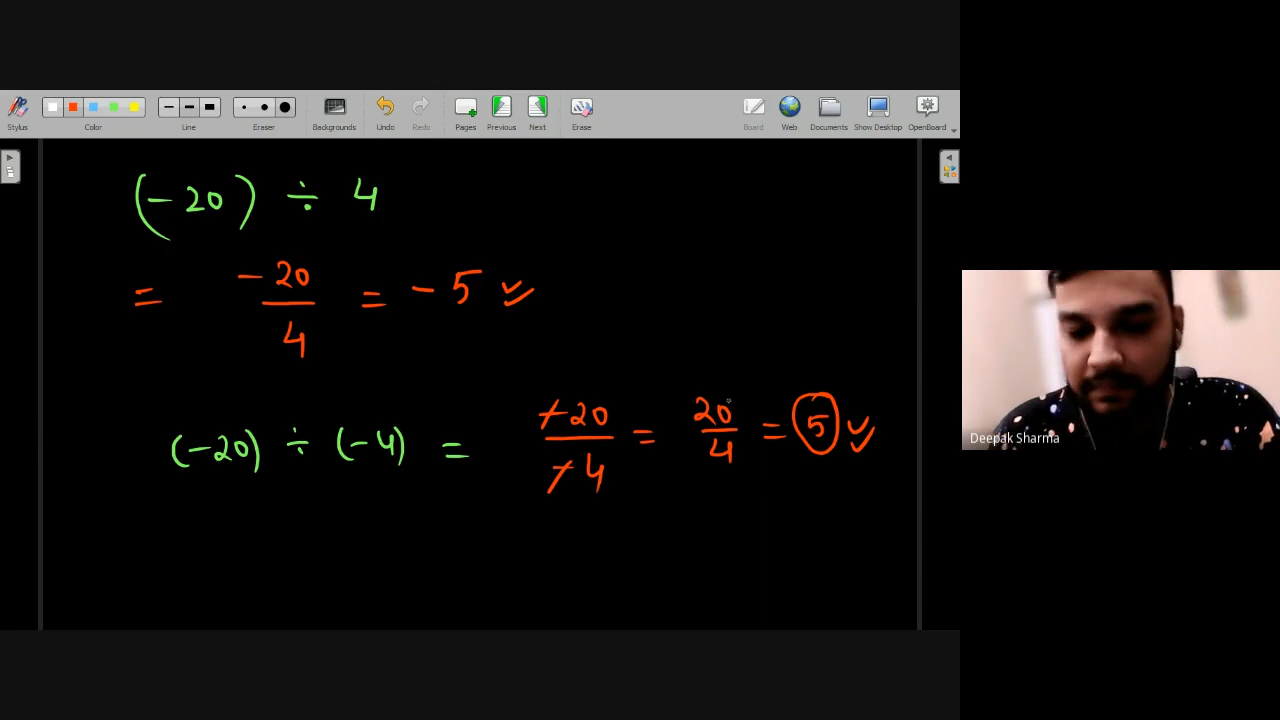 Stylus Color Line Eraser Backgrounds Undo Redo Pages Previous Next Erase Board Web Documents Show Desktop OpenBoard
(-20) ÷ 4
= -20/4 = -5
(-20) ÷ (-4) = -20/-4 = 20/4 = 5
Deepak Sharma